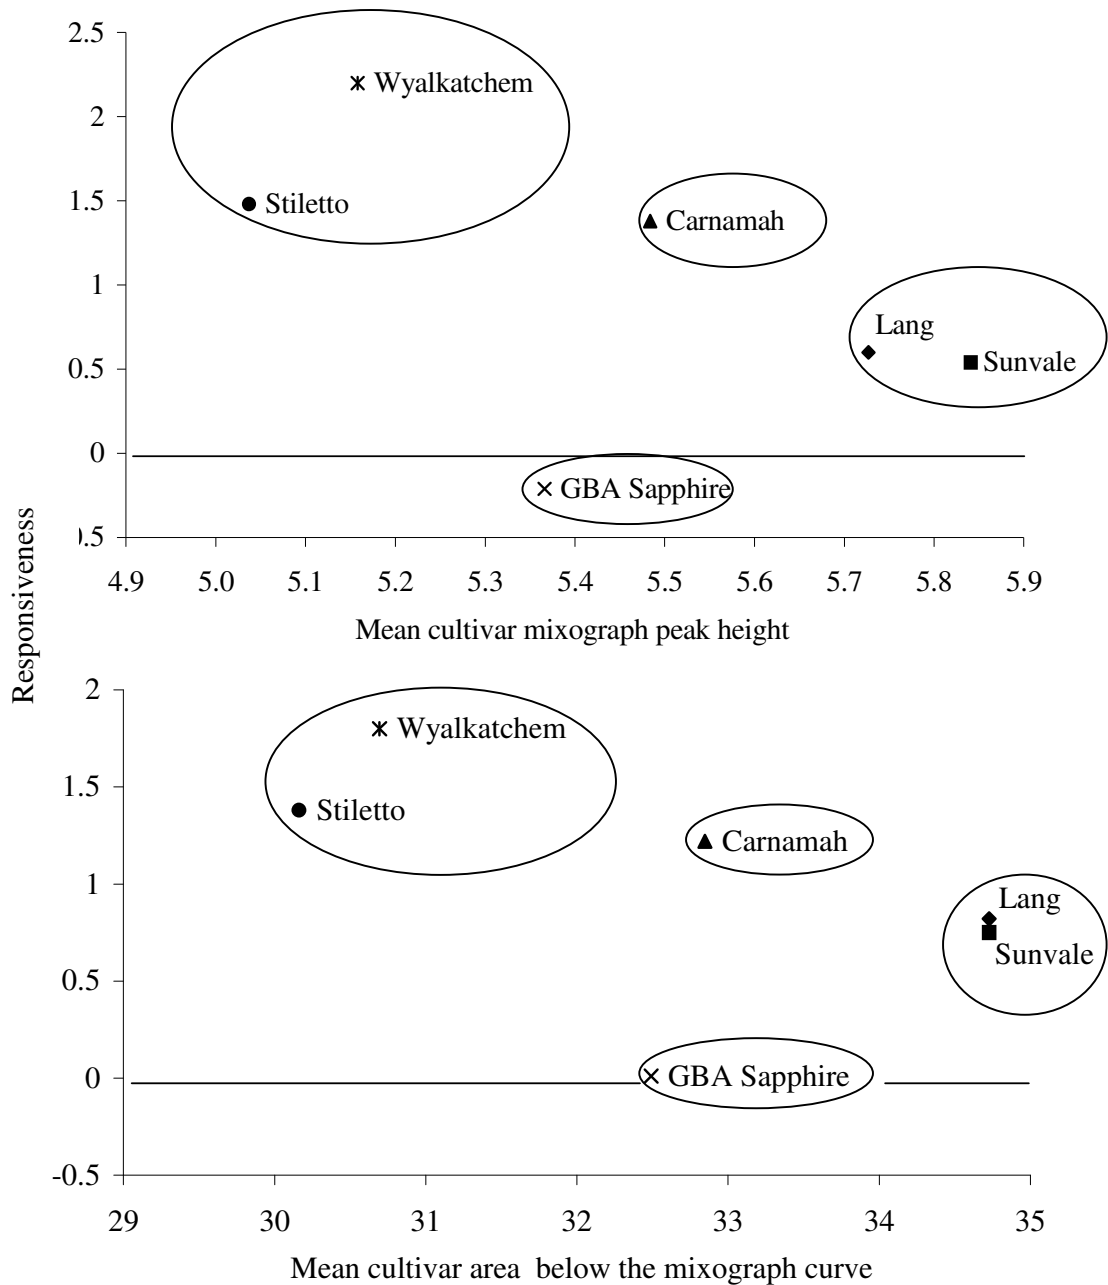 2.5
Wyalkatchem
2
Stiletto
1.5
Carnamah
1
Lang
Sunvale
0.5
0
GBA Sapphire
0.5
4.9 5.0 5.1 5.2 5.3 5.4 5.5 5.6 5.7 5.8 5.9
Mean cultivar mixograph peak height
Responsiveness
2
Wyalkatchem
1.5
Stiletto
Carnamah
1
Lang
Sunvale
0.5
0
GBA Sapphire
-0.5
29 30 31 32 33 34 35
Mean cultivar area below the mixograph curve